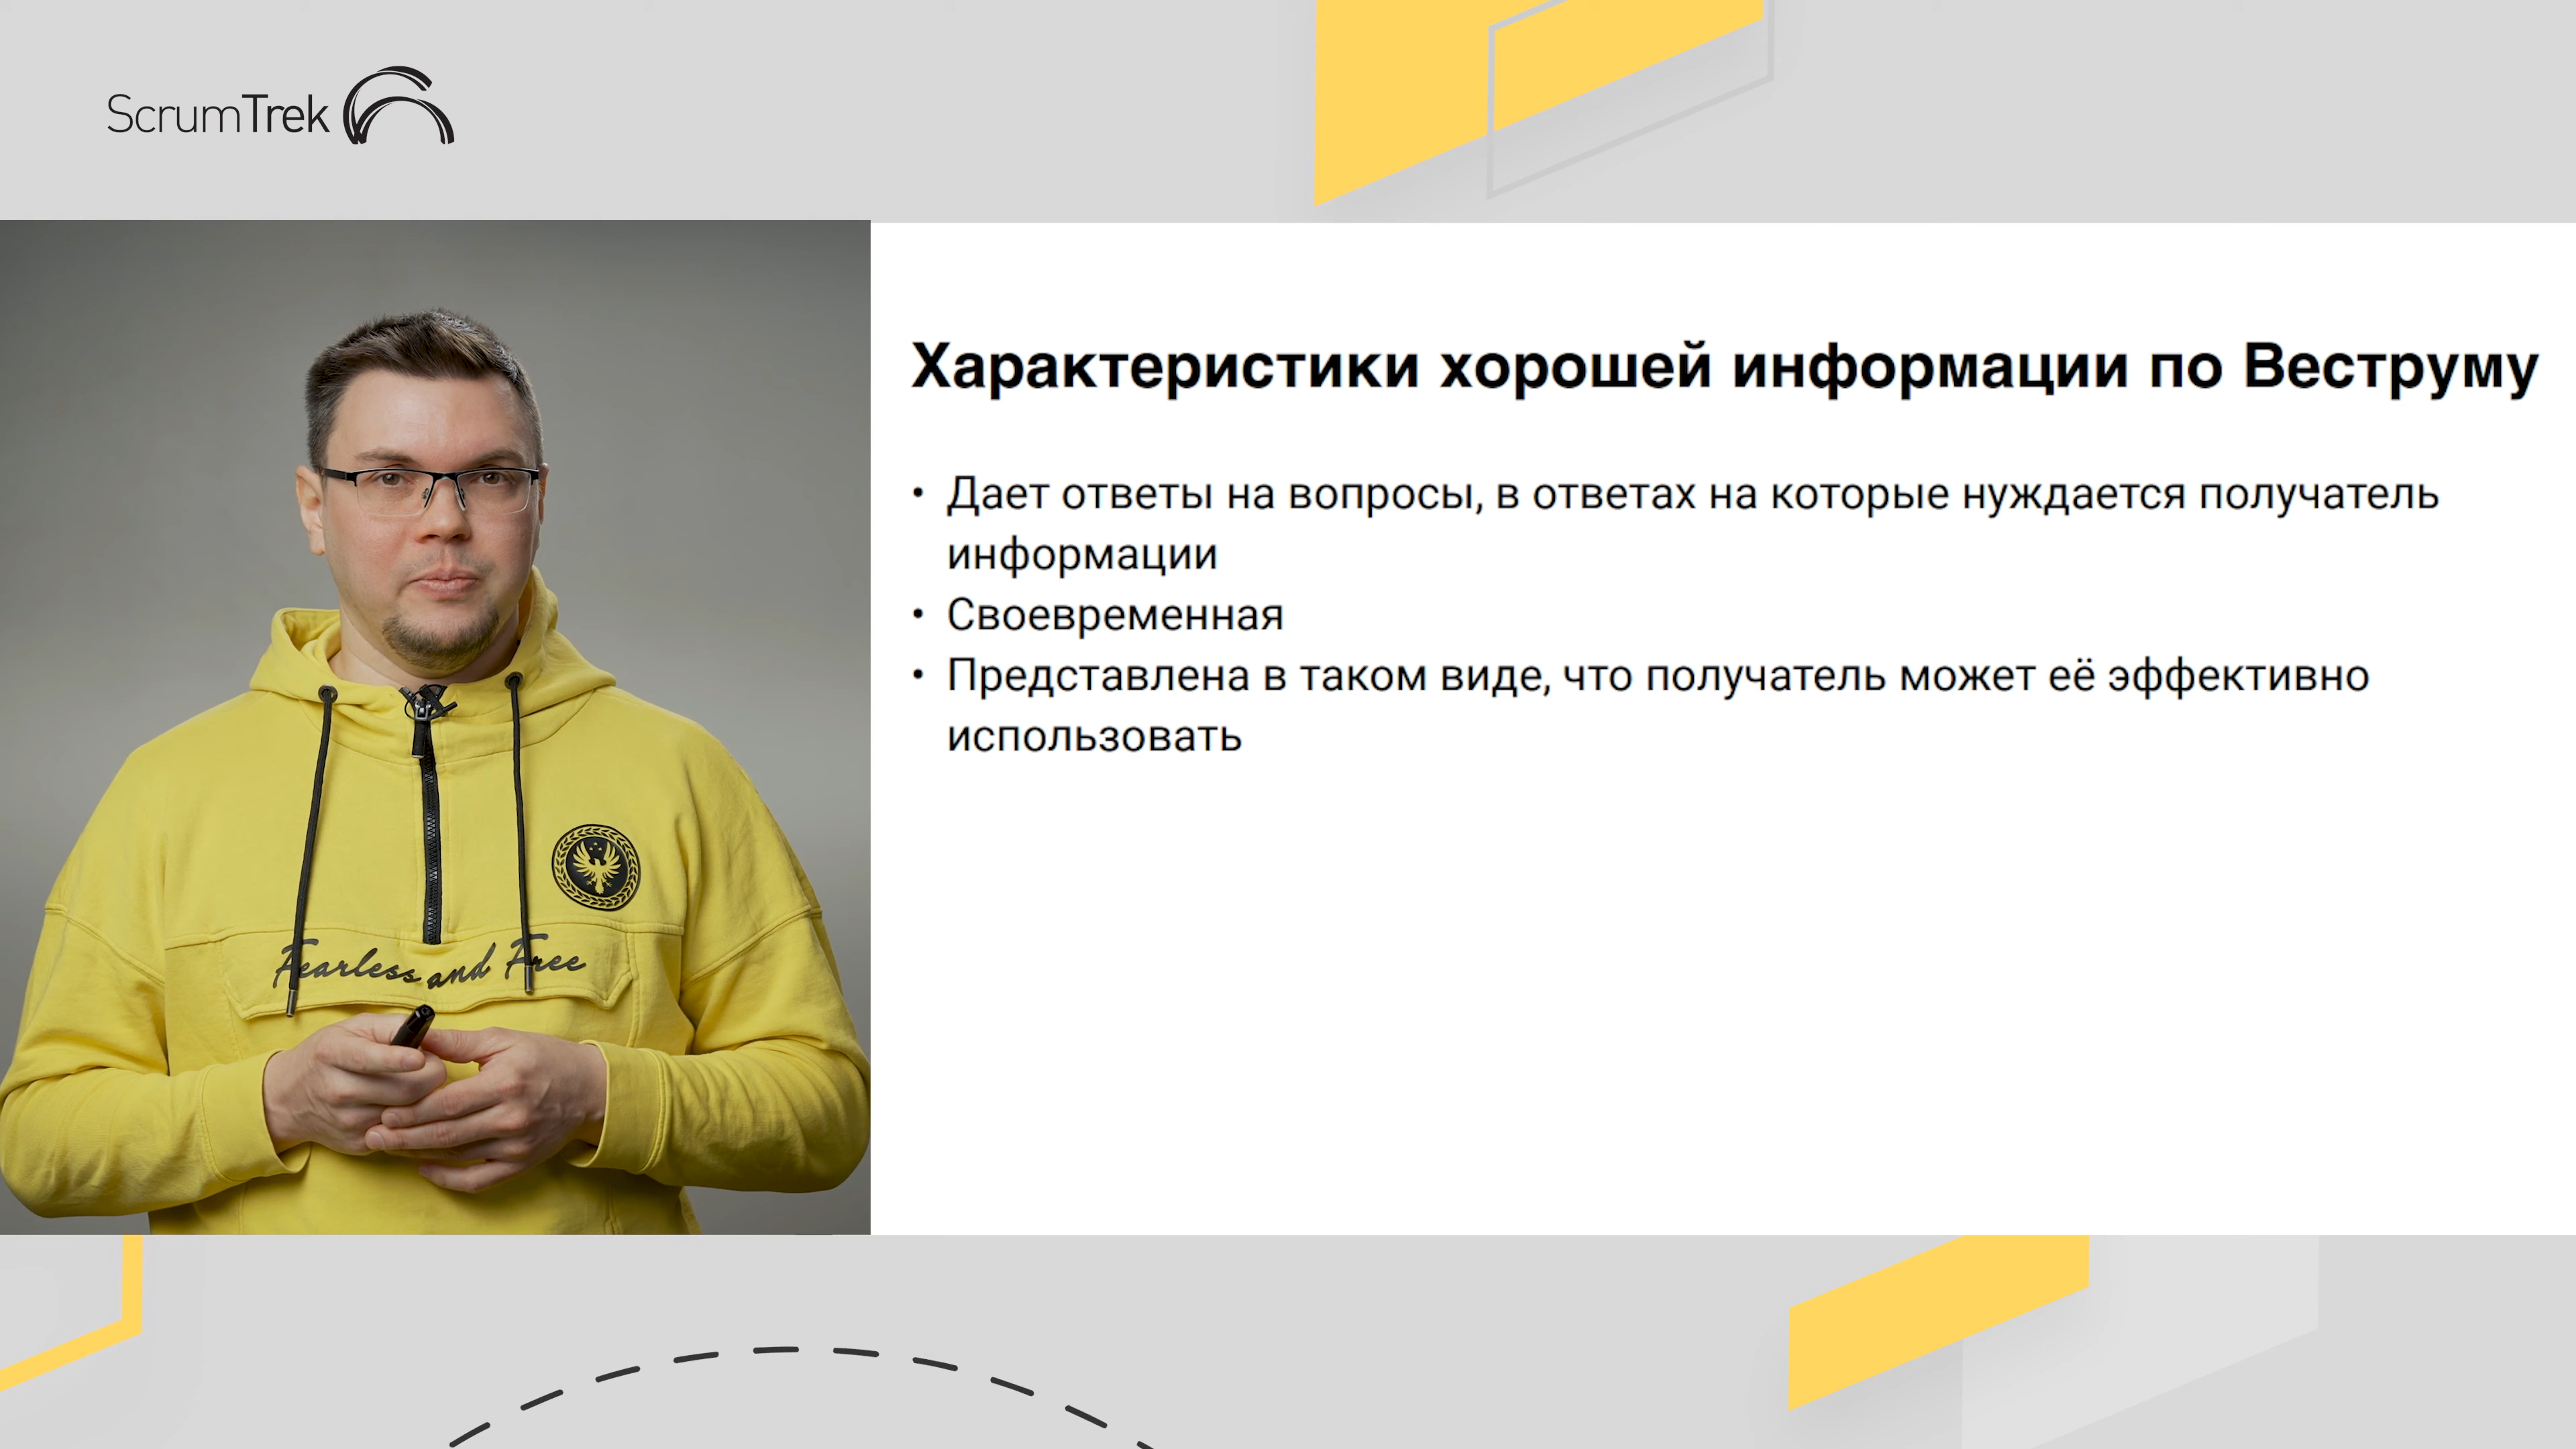 ScrumTrek
Характеристики хорошей информации по Веструму
• Дает ответы на вопросы, в ответах на которые нуждается получатель
информации
• Своевременная
• Представлена в таком виде, что получатель может её эффективно
использовать
Fearless and Free